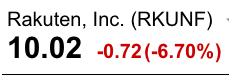 Rakuten, Inc. (RKUNF)
10.02 -0.72 (-6.70%)